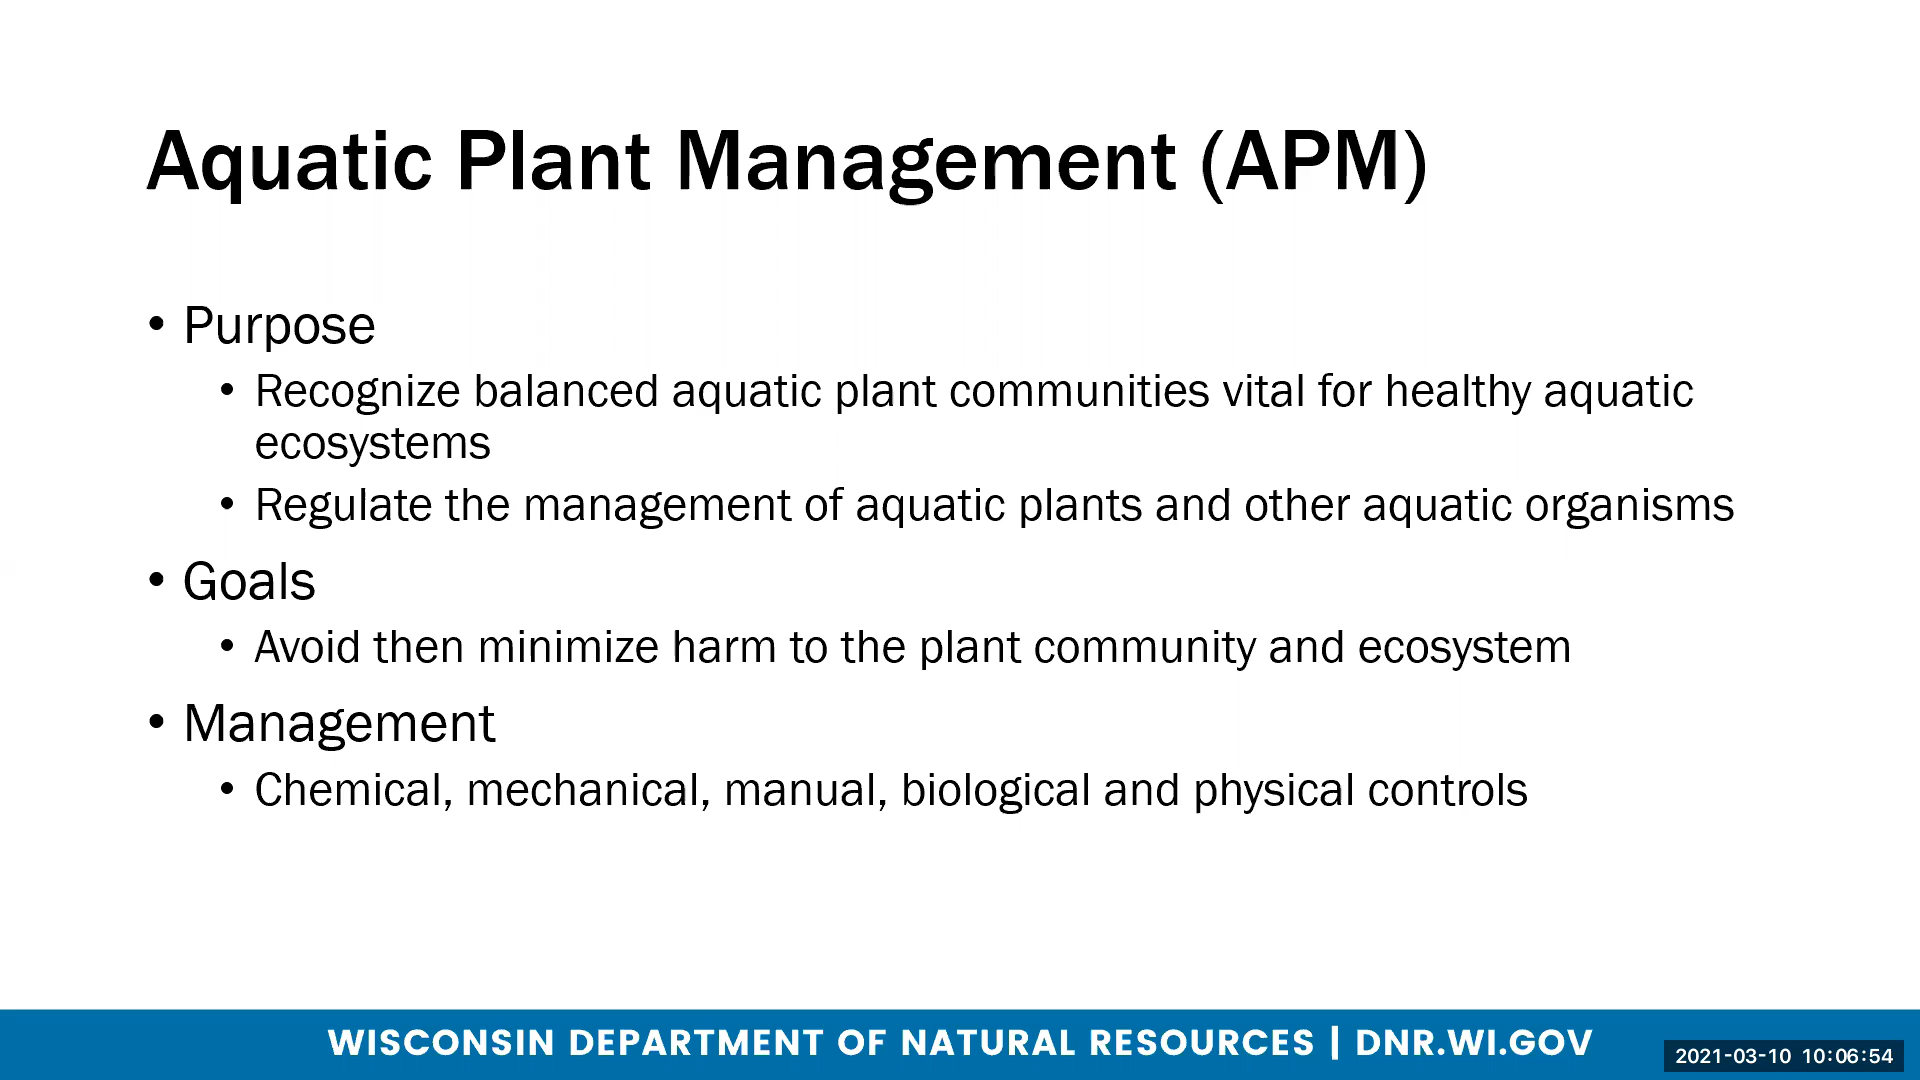 Aquatic Plant Management (APM)
• Purpose
• Recognize balanced aquatic plant communities vital for healthy aquatic
ecosystems
• Regulate the management of aquatic plants and other aquatic organisms
• Goals
• Avoid then minimize harm to the plant community and ecosystem
• Management
• Chemical, mechanical, manual, biological and physical controls
WISCONSIN DEPARTMENT OF NATURAL RESOURCES | DNR.WI.GOV
2021-03-10 10:06:54